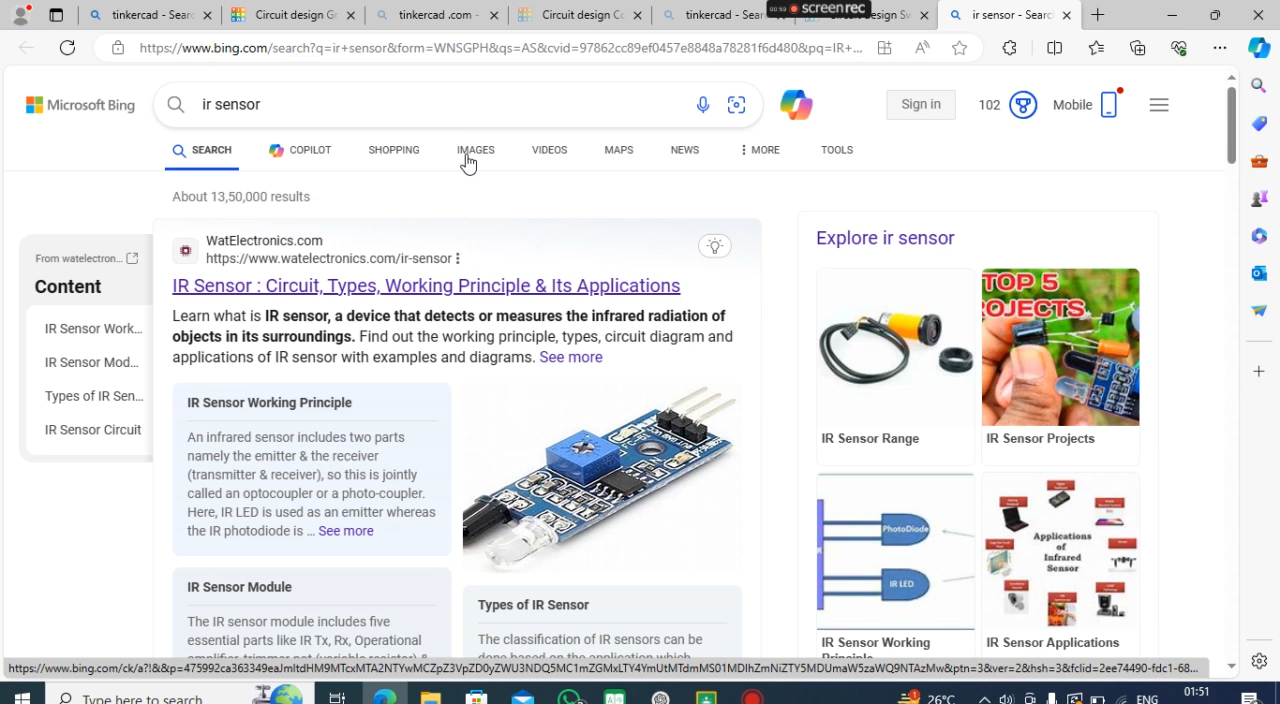 00:59 screenrec
tinkercad - Searc
Circuit design Gr
tinkercad .com -
Circuit design Co
tinkercad - Sear
Circuit design Sw
ir sensor - Search
https://www.bing.com/search?q=ir+sensor&form=WNSGPH&qs=AS&cvid=97862cc89ef0457e8848a78281f6d480&pq=IR+...
Microsoft Bing
ir sensor
Sign in
102
Mobile
SEARCH
COPILOT
SHOPPING
IMAGES
VIDEOS
MAPS
NEWS
MORE
TOOLS
About 13,50,000 results
From watelectron...
Content
IR Sensor Work...
IR Sensor Mod...
Types of IR Sen...
IR Sensor Circuit
WatElectronics.com
https://www.watelectronics.com/ir-sensor
IR Sensor : Circuit, Types, Working Principle & Its Applications
Learn what is IR sensor, a device that detects or measures the infrared radiation of
objects in its surroundings. Find out the working principle, types, circuit diagram and
applications of IR sensor with examples and diagrams. See more
IR Sensor Working Principle
An infrared sensor includes two parts
namely the emitter & the receiver
(transmitter & receiver), so this is jointly
called an optocoupler or a photo-coupler.
Here, IR LED is used as an emitter whereas
the IR photodiode is ... See more
IR Sensor Module
The IR sensor module includes five
essential parts like IR Tx, Rx, Operational
Types of IR Sensor
The classification of IR sensors can be
Explore ir sensor
IR Sensor Range
TOP 5
OJECTS
IR Sensor Projects
PhotoDiode
IR LED
IR Sensor Working
Applications
of
Infrared
Sensor
IR Sensor Applications
Type here to search
26°C
ENG
01:51